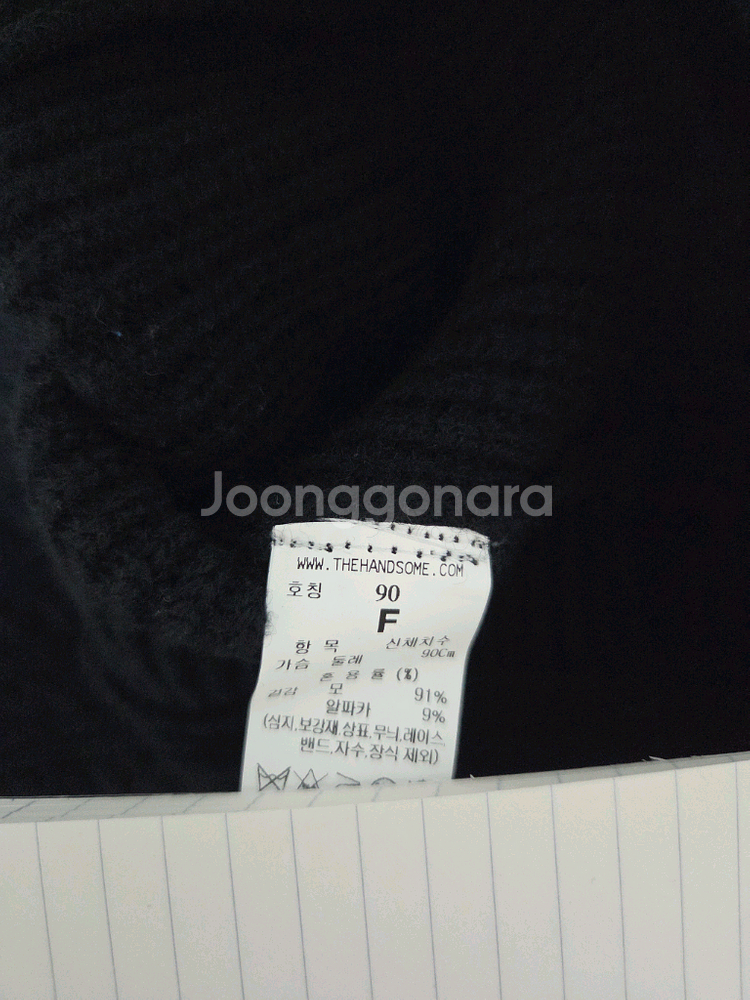 Joonggonara
WWW.THEHANDSOME.COM
호칭 90
F
항 목 신체치수
가슴 둘레 90Cm
혼 용 률 (%)
겉감 모 91%
알파카 9%
(심지,보강재,상표,무늬,레이스
밴드,자수,장식 제외)